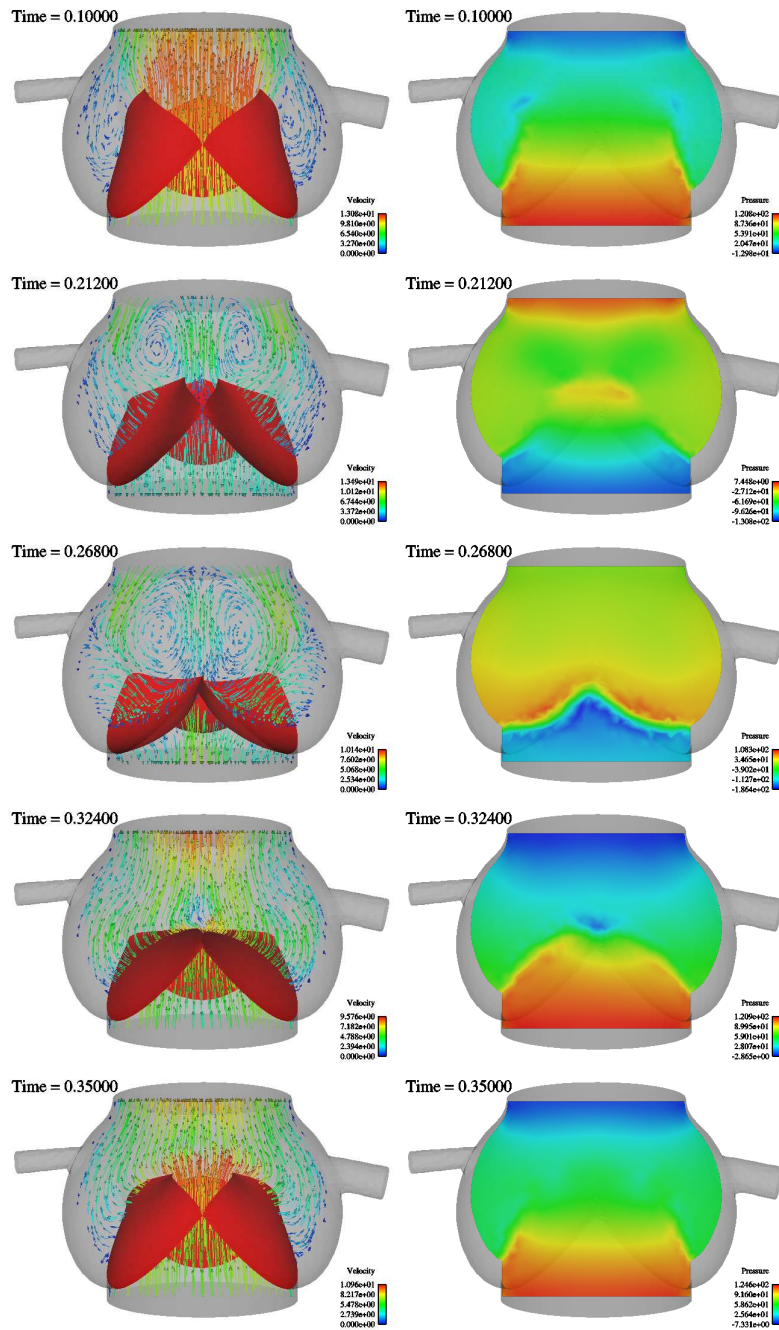 Time = 0.10000
Time = 0.10000
Velocity
1.308e+01
9.810e+00
6.540e+00
3.270e+00
0.000e+00
Pressure
1.208e+02
8.736e+01
5.391e+01
2.047e+01
-1.298e+01
Time = 0.21200
Time = 0.21200
Velocity
1.349e+01
1.012e+01
6.744e+00
3.372e+00
0.000e+00
Pressure
7.448e+00
-2.712e+01
-6.169e+01
-9.626e+01
-1.308e+02
Time = 0.26800
Time = 0.26800
Velocity
1.014e+01
7.602e+00
5.068e+00
2.534e+00
0.000e+00
Pressure
1.083e+02
3.465e+01
-3.902e+01
-1.127e+02
-1.864e+02
Time = 0.32400
Time = 0.32400
Velocity
9.576e+00
7.182e+00
4.788e+00
2.394e+00
0.000e+00
Pressure
1.209e+02
8.995e+01
5.901e+01
2.807e+01
-2.865e+00
Time = 0.35000
Time = 0.35000
Velocity
1.096e+01
8.217e+00
5.478e+00
2.739e+00
0.000e+00
Pressure
1.246e+02
9.160e+01
5.862e+01
2.564e+01
-7.331e+00